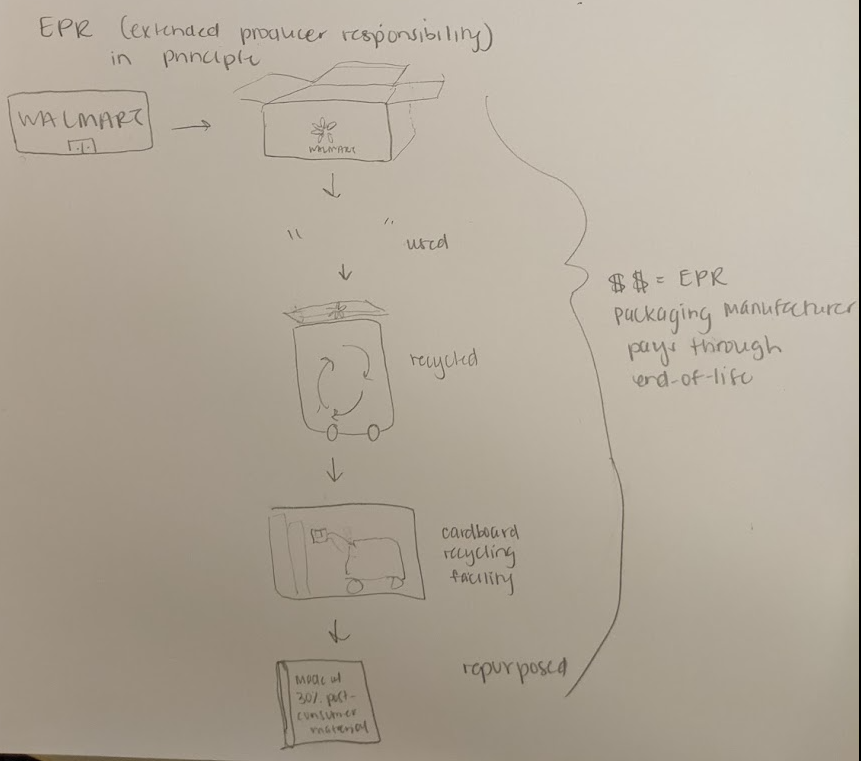 EPR (extended producer responsibility)
in principle
WALMART
WALMART
" " used
recycled
$$ = EPR
packaging manufacturer
pays through
end-of-life
cardboard
recycling
facility
repurposed
made w/
30% post-
consumer
material